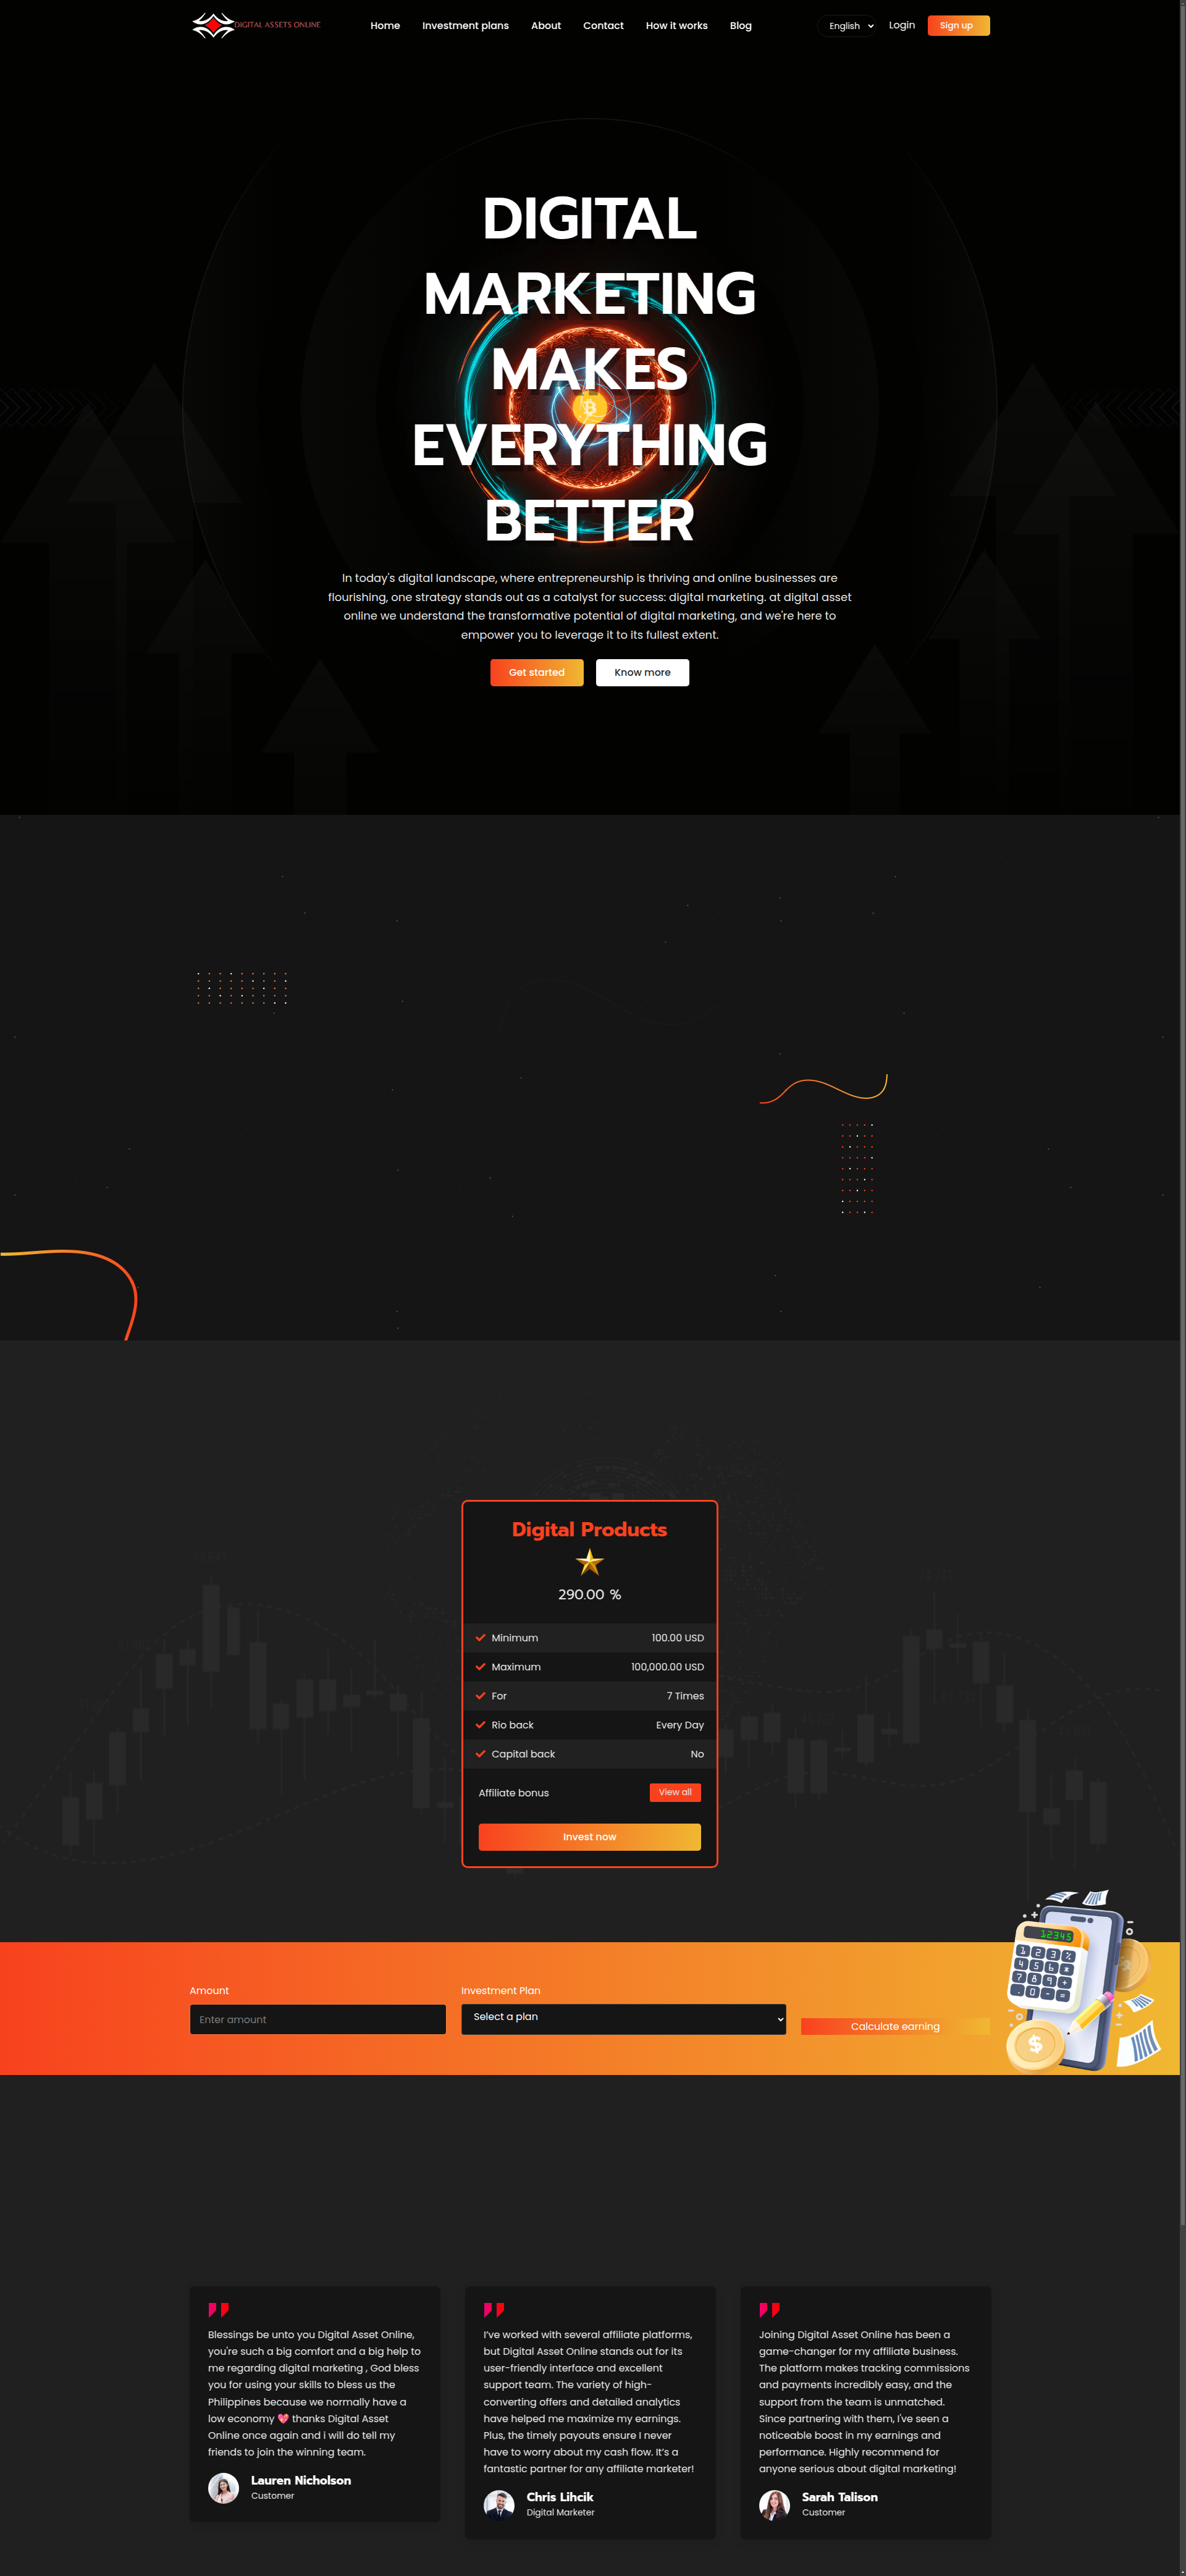 DIGITAL ASSETS ONLINE
Home Investment plans About Contact How it works Blog
English Login Sign up
DIGITAL
MARKETING
MAKES
EVERYTHING
BETTER
In today's digital landscape, where entrepreneurship is thriving and online businesses are
flourishing, one strategy stands out as a catalyst for success: digital marketing. at digital asset
online we understand the transformative potential of digital marketing, and we're here to
empower you to leverage it to its fullest extent.
Get started Know more
Digital Products
290.00 %
Minimum 100.00 USD
Maximum 100,000.00 USD
For 7 Times
Rio back Every Day
Capital back No
Affiliate bonus View all
Invest now
Amount
Enter amount
Investment Plan
Select a plan
Calculate earning
12345
1 2 3 %
4 5 6 ×
7 8 9 +
. 0 - =
$
Blessings be unto you Digital Asset Online,
you're such a big comfort and a big help to
me regarding digital marketing , God bless
you for using your skills to bless us the
Philippines because we normally have a
low economy 💖 thanks Digital Asset
Online once again and i will do tell my
friends to join the winning team.
Lauren Nicholson
Customer
I've worked with several affiliate platforms,
but Digital Asset Online stands out for its
user-friendly interface and excellent
support team. The variety of high-
converting offers and detailed analytics
have helped me maximize my earnings.
Plus, the timely payouts ensure I never
have to worry about my cash flow. It's a
fantastic partner for any affiliate marketer!
Chris Lihcik
Digital Marketer
Joining Digital Asset Online has been a
game-changer for my affiliate business.
The platform makes tracking commissions
and payments incredibly easy, and the
support from the team is unmatched.
Since partnering with them, I've seen a
noticeable boost in my earnings and
performance. Highly recommend for
anyone serious about digital marketing!
Sarah Talison
Customer